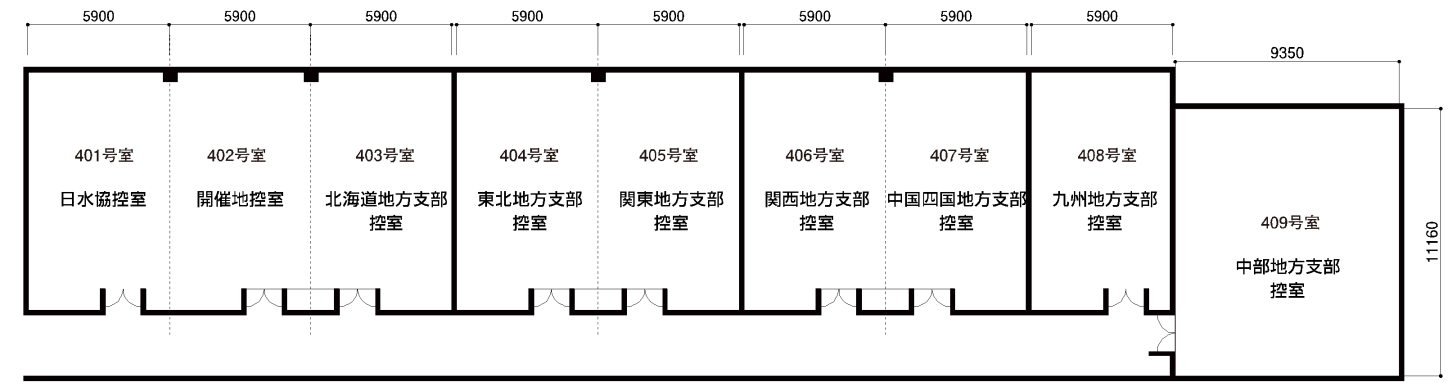 5900
5900
5900
5900
5900
5900
5900
5900
9350
401号室
日水協控室
402号室
開催地控室
403号室
北海道地方支部
控室
404号室
東北地方支部
控室
405号室
関東地方支部
控室
406号室
関西地方支部
控室
407号室
中国四国地方支部
控室
408号室
九州地方支部
控室
409号室
中部地方支部
控室
11160